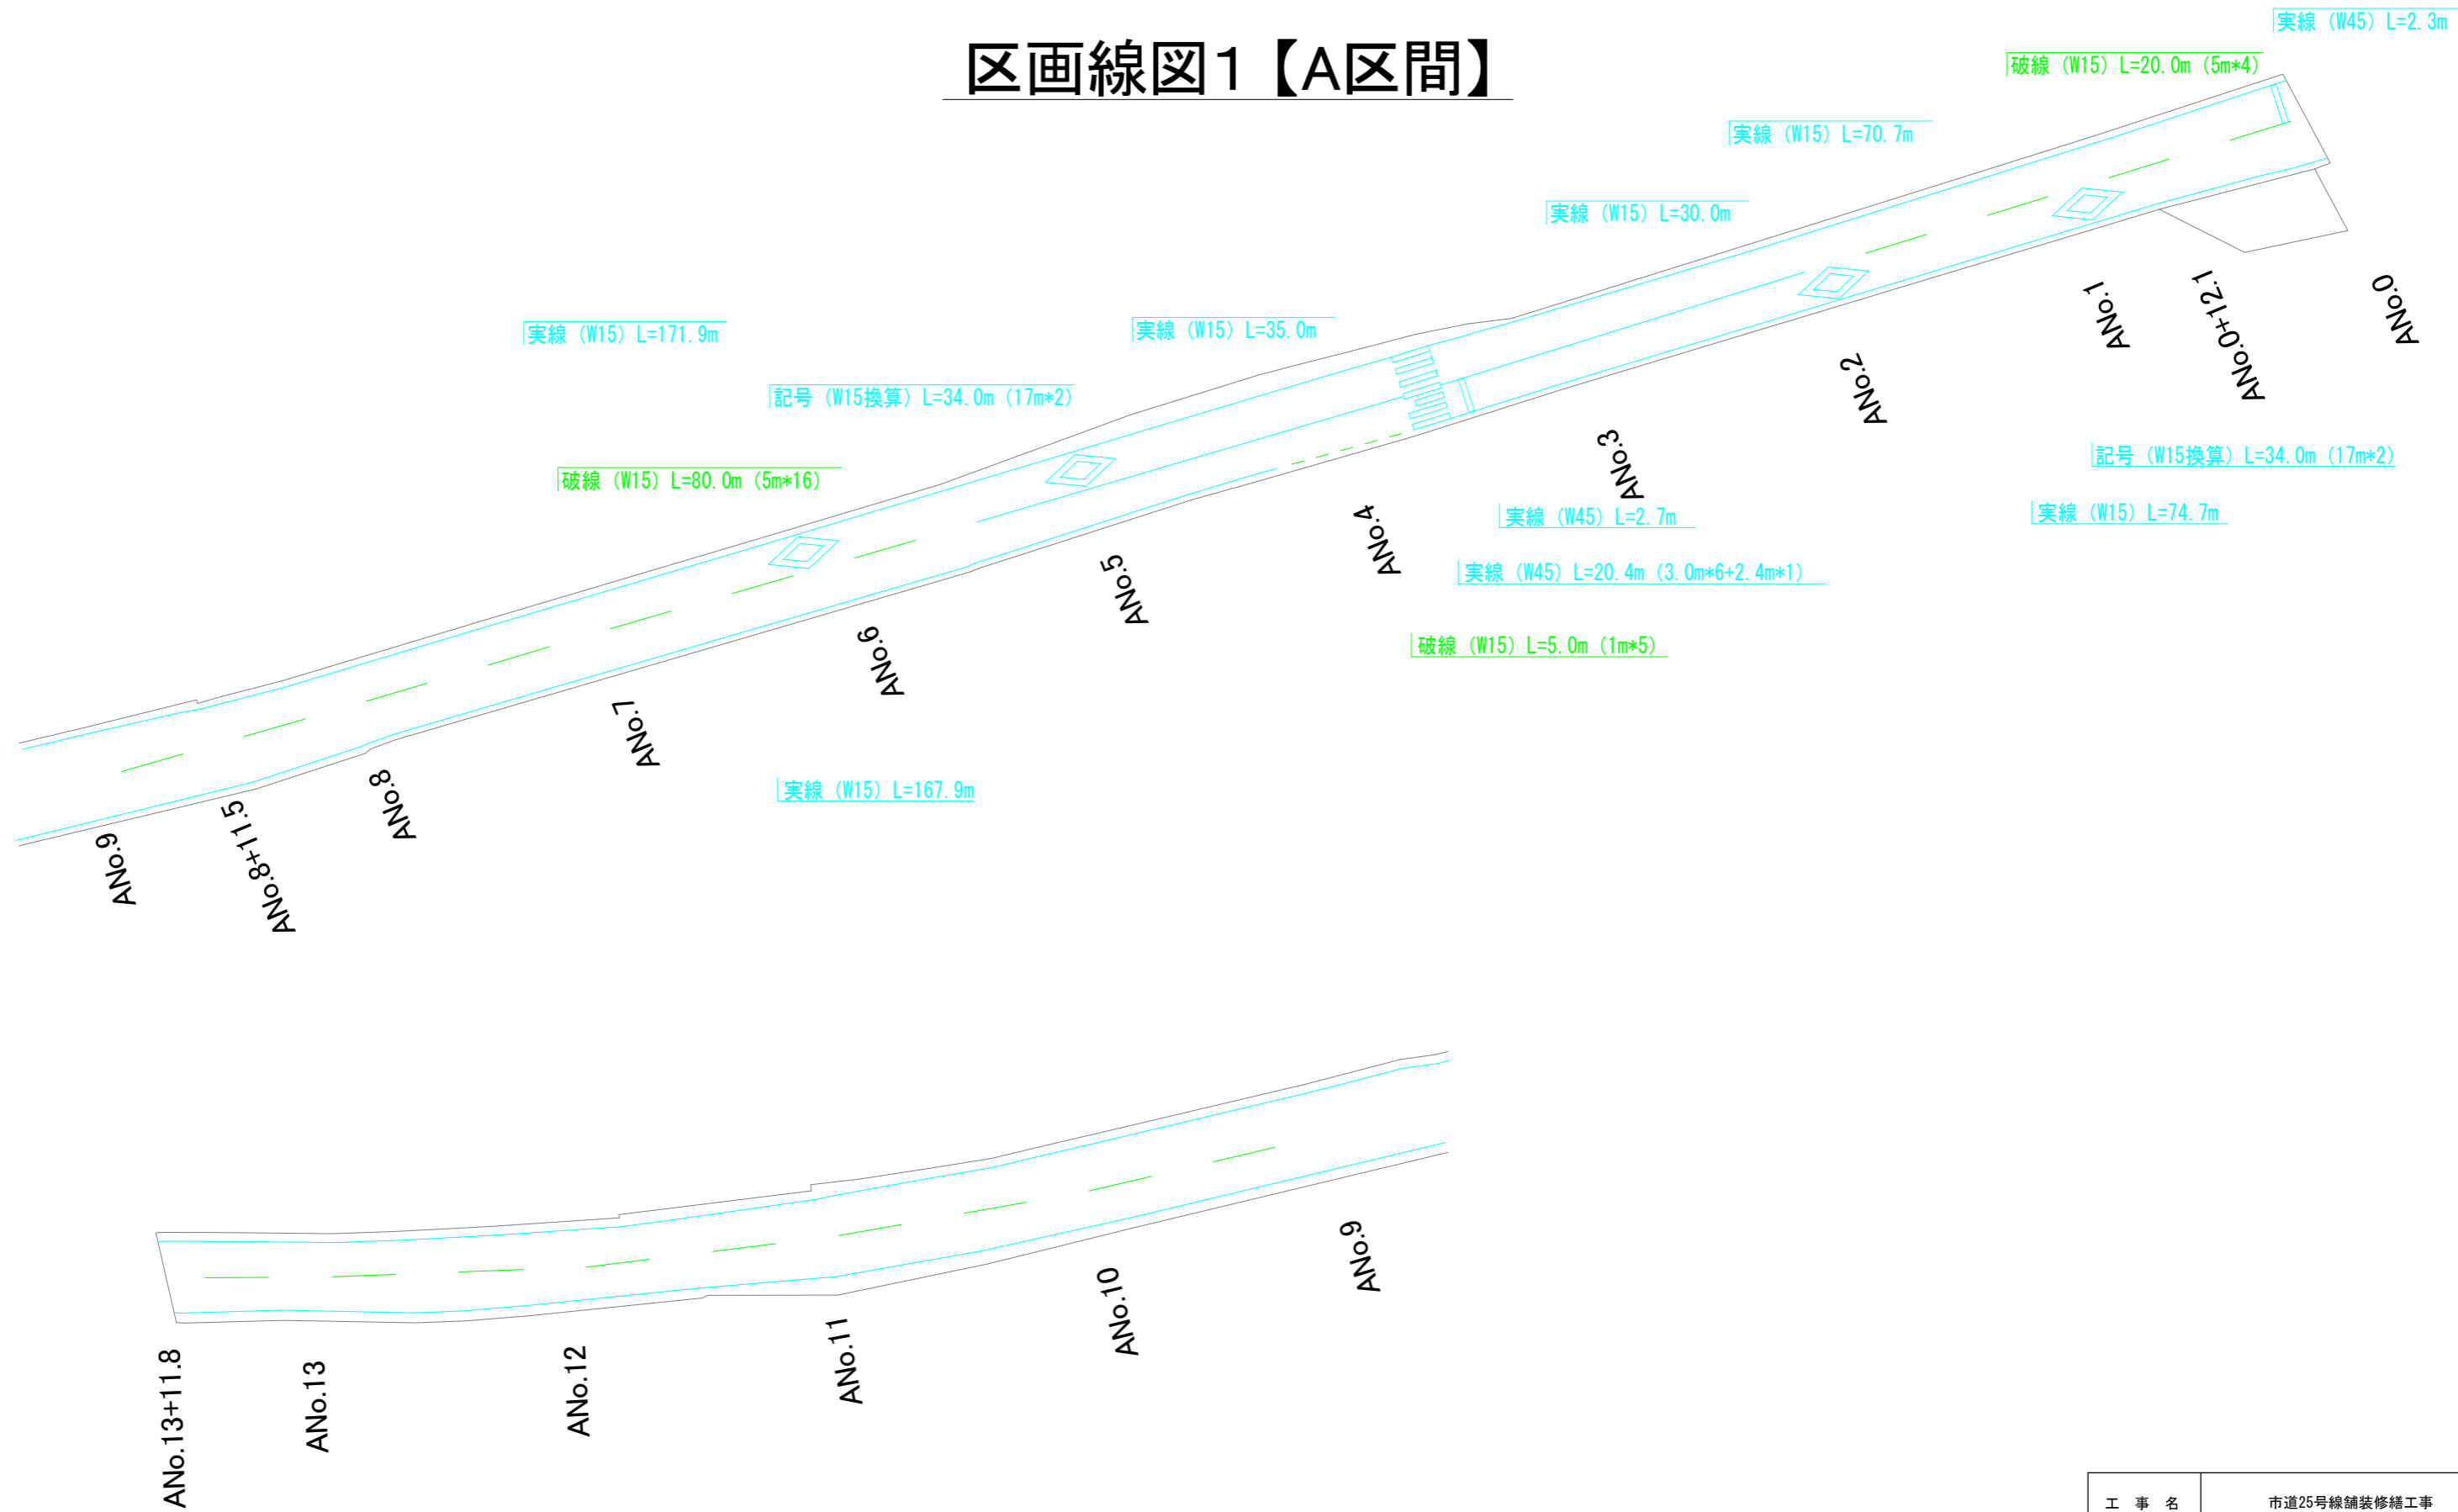 区画線図1【A区間】
実線（W45）L=2.3m
破線（W15）L=20.0m（5m*4）
実線（W15）L=70.7m
実線（W15）L=30.0m
実線（W15）L=35.0m
実線（W15）L=171.9m
記号（W15換算）L=34.0m（17m*2）
破線（W15）L=80.0m（5m*16）
ANo.0
ANo.0+12.1
ANo.1
ANo.2
ANo.3
ANo.4
ANo.5
ANo.6
ANo.7
ANo.8
ANo.8+11.5
ANo.9
記号（W15換算）L=34.0m（17m*2）
実線（W15）L=74.7m
実線（W45）L=2.7m
実線（W45）L=20.4m（3.0m*6+2.4m*1）
破線（W15）L=5.0m（1m*5）
実線（W15）L=167.9m
ANo.9
ANo.10
ANo.11
ANo.12
ANo.13
ANo.13+11.8
工 事 名
市道25号線舗装修繕工事